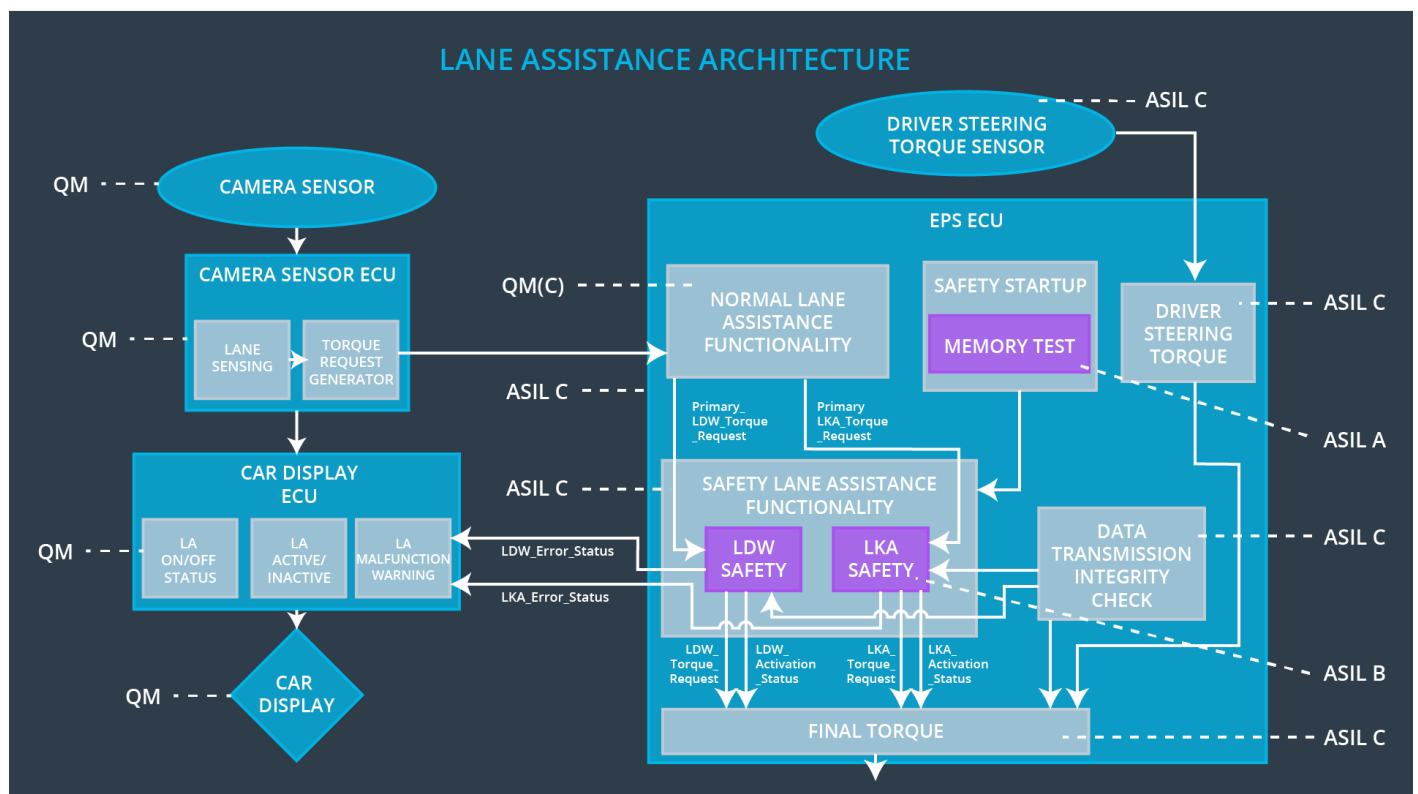 LANE ASSISTANCE ARCHITECTURE
ASIL C
DRIVER STEERING
TORQUE SENSOR
QM
CAMERA SENSOR
EPS ECU
CAMERA SENSOR ECU
QM(C)
NORMAL LANE
ASSISTANCE
FUNCTIONALITY
SAFETY STARTUP
MEMORY TEST
DRIVER
STEERING
TORQUE
ASIL C
QM
LANE
SENSING
TORQUE
REQUEST
GENERATOR
ASIL C
Primary_
LDW_Torque
_Request
Primary
LKA_Torque
_Request
ASIL A
CAR DISPLAY
ECU
ASIL C
SAFETY LANE ASSISTANCE
FUNCTIONALITY
QM
LA
ON/OFF
STATUS
LA
ACTIVE/
INACTIVE
LA
MALFUNCTION
WARNING
LDW_Error_Status
LKA_Error_Status
LDW
SAFETY
LKA
SAFETY
DATA
TRANSMISSION
INTEGRITY
CHECK
ASIL C
LDW_
Torque_
Request
LDW_
Activation
_Status
LKA_
Torque_
Request
LKA_
Activation
_Status
ASIL B
QM
CAR
DISPLAY
FINAL TORQUE
ASIL C